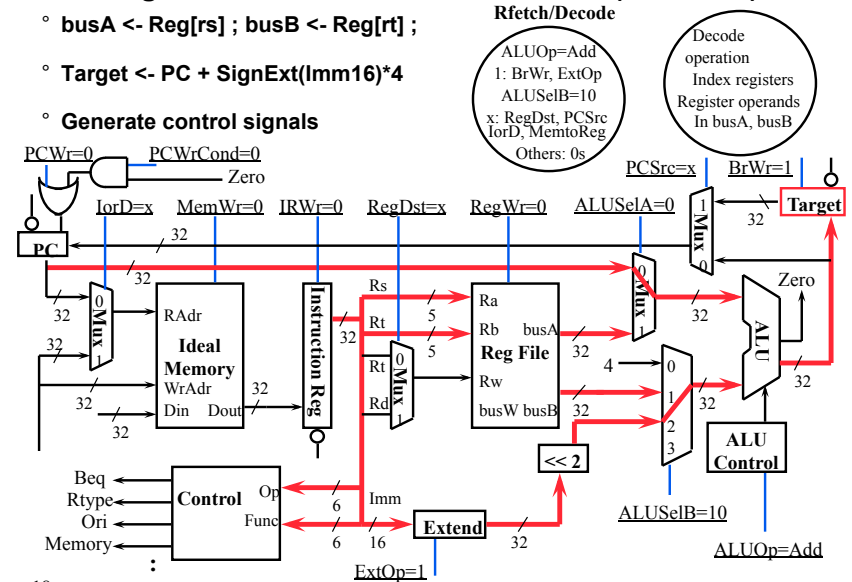 Rfetch/Decode
° busA <- Reg[rs] ; busB <- Reg[rt] ;
° Target <- PC + SignExt(Imm16)*4
° Generate control signals
ALUOp=Add
1: BrWr, ExtOp
ALUSelB=10
x: RegDst, PCSrc
IorD, MemtoReg
Others: 0s
Decode
operation
Index registers
Register operands
In busA, busB
PCWr=0
PCWrCond=0
Zero
PCSrc=x
BrWr=1
IorD=x
MemWr=0
IRWr=0
RegDst=x
RegWr=0
ALUSelA=0
1
Mux
0
32
Target
PC
32
32
32
0
Mux
1
32
32
32
RAdr
Ideal
Memory
WrAdr
Din
Dout
32
Instruction Reg
32
Rs
5
Rt
5
Rt
0
Mux
1
Rd
Ra
Rb
busA
Reg File
Rw
busW
busB
32
32
0
Mux
1
32
4
0
1
2
3
32
Zero
ALU
32
<< 2
ALU
Control
Beq
Rtype
Ori
Memory
:
Control
Op
Func
6
6
Imm
16
Extend
32
ExtOp=1
ALUSelB=10
ALUOp=Add